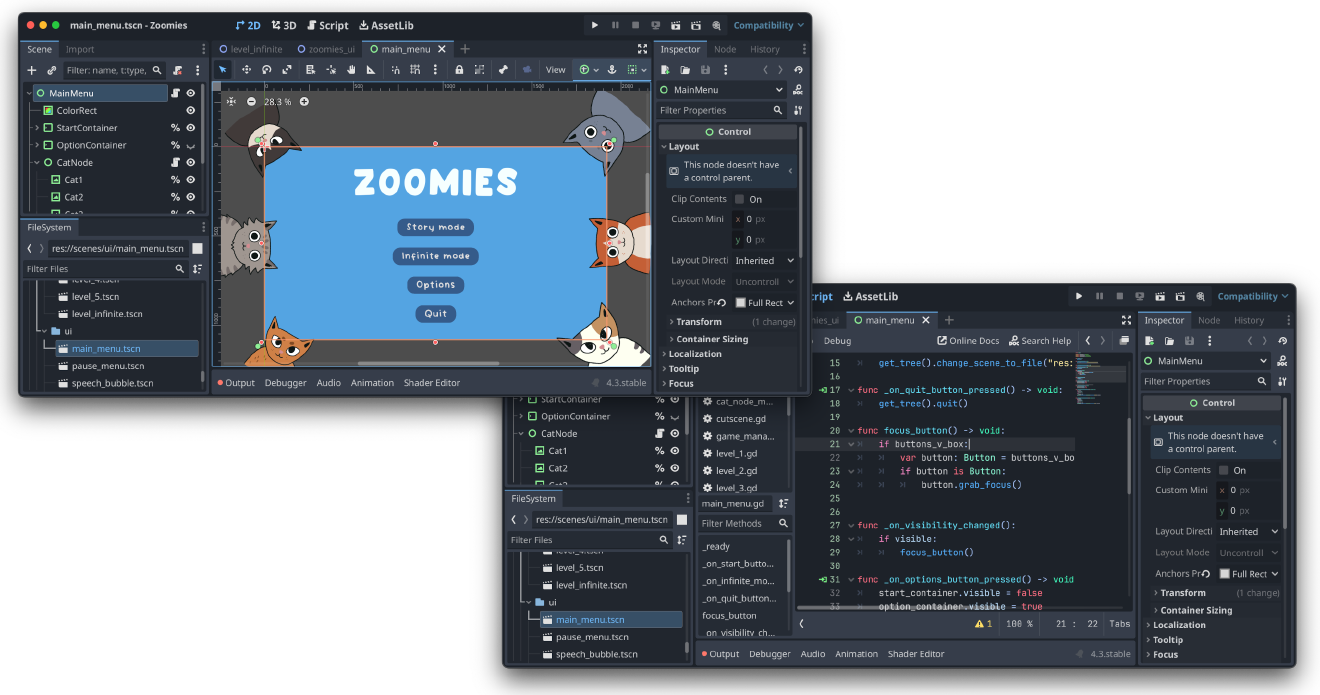 main_menu.tscn - Zoomies
2D 3D Script AssetLib
Compatibility
Scene Import
level_infinite zoomies_ui main_menu
Inspector Node History
Filter: name, t:type,
View
28.3 %
0 500 1000 1500 2000
MainMenu
ColorRect
StartContainer
OptionContainer
CatNode
Cat1
Cat2
FileSystem
res://scenes/ui/main_menu.tscn
Filter Files
level_4.tscn
level_5.tscn
level_infinite.tscn
ui
main_menu.tscn
pause_menu.tscn
speech_bubble.tscn
ZOOMIES
Story mode
Infinite mode
Options
Quit
Output Debugger Audio Animation Shader Editor
4.3.stable
MainMenu
Filter Properties
Control
Layout
This node doesn't have
a control parent.
Clip Contents On
Custom Mini x 0 px
y 0 px
Layout Directi Inherited
Layout Mode Uncontroll
Anchors Pr Full Rect
Transform (1 change)
Container Sizing
Localization
Tooltip
Focus
ript AssetLib
Compatibility
main_menu
Inspector Node History
Debug
Online Docs Search Help
StartContainer
OptionContainer
CatNode
Cat1
Cat2
FileSystem
res://scenes/ui/main_menu.tscn
Filter Files
level_4.tscn
level_5.tscn
level_infinite.tscn
ui
main_menu.tscn
pause_menu.tscn
speech_bubble.tscn
cat_node_m...
cutscene.gd
game_mana...
level_1.gd
level_2.gd
level_3.gd
main_menu.gd
Filter Methods
_ready
_on_start_butto...
_on_infinite_mo...
_on_quit_button...
focus_button
_on_visibility_ch...
15 get_tree().change_scene_to_file("res:
16
17 func _on_quit_button_pressed() -> void:
18 get_tree().quit()
19
20 func focus_button() -> void:
21 if buttons_v_box:
22 var button: Button = buttons_v_bo
23 if button is Button:
24 button.grab_focus()
25
26
27 func _on_visibility_changed():
28 if visible:
29 focus_button()
30
31 func _on_options_button_pressed() -> void
32 start_container.visible = false
33 option_container.visible = true
1 100 % 21 : 22 Tabs
Output Debugger Audio Animation Shader Editor
4.3.stable
MainMenu
Filter Properties
Control
Layout
This node doesn't have
a control parent.
Clip Contents On
Custom Mini x 0 px
y 0 px
Layout Directi Inherited
Layout Mode Uncontroll
Anchors Pr Full Rect
Transform (1 change)
Container Sizing
Localization
Tooltip
Focus